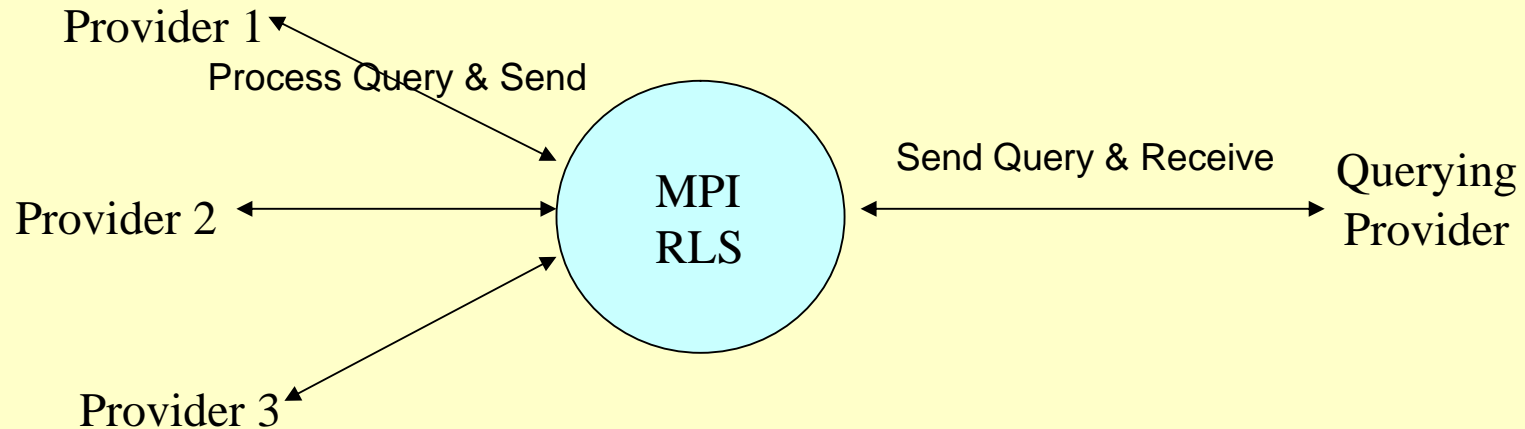 Provider 1
Process Query & Send
Send Query & Receive
MPI
RLS
Querying
Provider
Provider 2
Provider 3